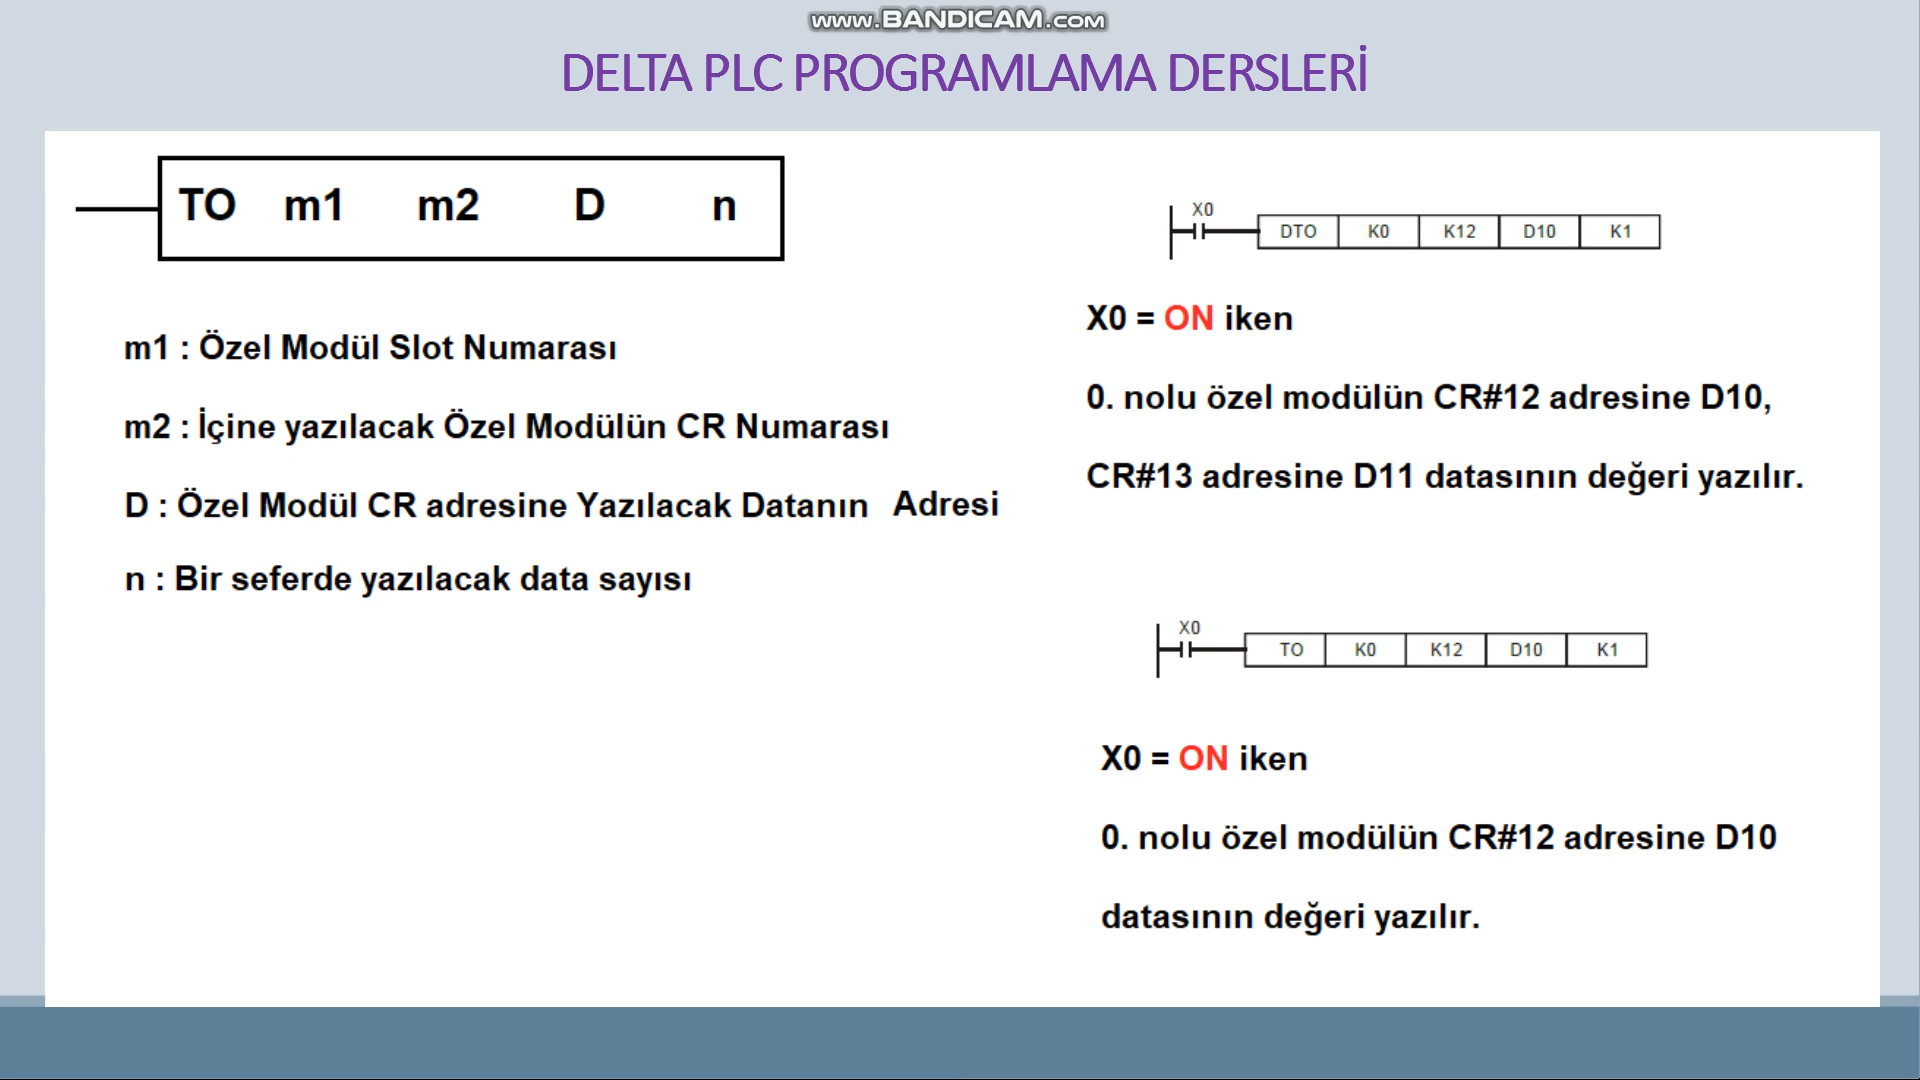 www.BANDICAM.com
DELTA PLC PROGRAMLAMA DERSLERİ
TO m1 m2 D n
m1 : Özel Modül Slot Numarası
m2 : İçine yazılacak Özel Modülün CR Numarası
D : Özel Modül CR adresine Yazılacak Datanın Adresi
n : Bir seferde yazılacak data sayısı
X0
DTO K0 K12 D10 K1
X0 = ON iken
0. nolu özel modülün CR#12 adresine D10,
CR#13 adresine D11 datasının değeri yazılır.
X0
TO K0 K12 D10 K1
X0 = ON iken
0. nolu özel modülün CR#12 adresine D10
datasının değeri yazılır.